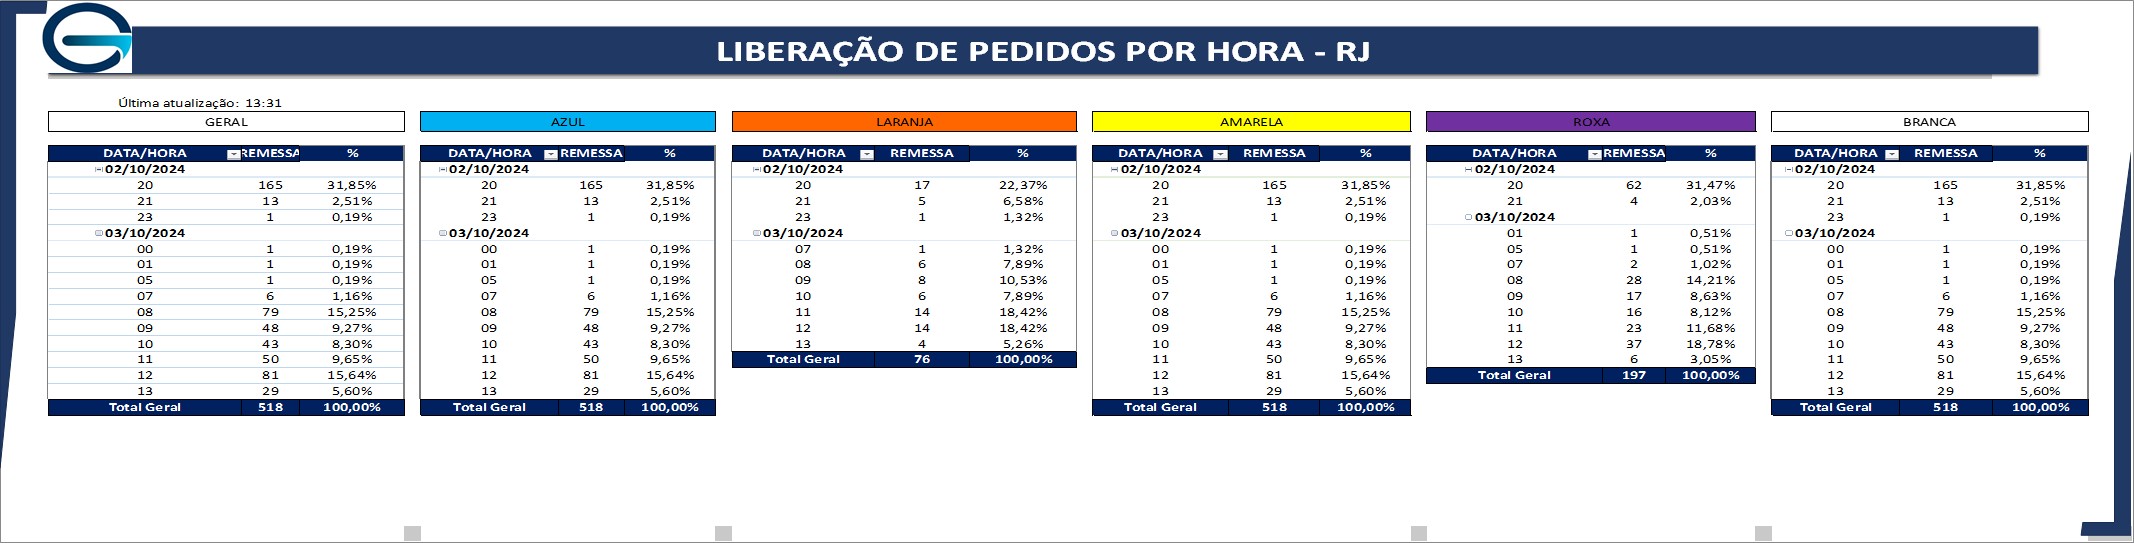 LIBERAÇÃO DE PEDIDOS POR HORA - RJ
Última atualização: 13:31
GERAL
DATA/HORA REMESSA %
02/10/2024
20 165 31,85%
21 13 2,51%
23 1 0,19%
03/10/2024
00 1 0,19%
01 1 0,19%
05 1 0,19%
07 6 1,16%
08 79 15,25%
09 48 9,27%
10 43 8,30%
11 50 9,65%
12 81 15,64%
13 29 5,60%
Total Geral 518 100,00%
AZUL
DATA/HORA REMESSA %
02/10/2024
20 165 31,85%
21 13 2,51%
23 1 0,19%
03/10/2024
00 1 0,19%
01 1 0,19%
05 1 0,19%
07 6 1,16%
08 79 15,25%
09 48 9,27%
10 43 8,30%
11 50 9,65%
12 81 15,64%
13 29 5,60%
Total Geral 518 100,00%
LARANJA
DATA/HORA REMESSA %
02/10/2024
20 17 22,37%
21 5 6,58%
23 1 1,32%
03/10/2024
07 1 1,32%
08 6 7,89%
09 8 10,53%
10 6 7,89%
11 14 18,42%
12 14 18,42%
13 4 5,26%
Total Geral 76 100,00%
AMARELA
DATA/HORA REMESSA %
02/10/2024
20 165 31,85%
21 13 2,51%
23 1 0,19%
03/10/2024
00 1 0,19%
01 1 0,19%
05 1 0,19%
07 6 1,16%
08 79 15,25%
09 48 9,27%
10 43 8,30%
11 50 9,65%
12 81 15,64%
13 29 5,60%
Total Geral 518 100,00%
ROXA
DATA/HORA REMESSA %
02/10/2024
20 62 31,47%
21 4 2,03%
03/10/2024
01 1 0,51%
05 1 0,51%
07 2 1,02%
08 28 14,21%
09 17 8,63%
10 16 8,12%
11 23 11,68%
12 37 18,78%
13 6 3,05%
Total Geral 197 100,00%
BRANCA
DATA/HORA REMESSA %
02/10/2024
20 165 31,85%
21 13 2,51%
23 1 0,19%
03/10/2024
00 1 0,19%
01 1 0,19%
05 1 0,19%
07 6 1,16%
08 79 15,25%
09 48 9,27%
10 43 8,30%
11 50 9,65%
12 81 15,64%
13 29 5,60%
Total Geral 518 100,00%